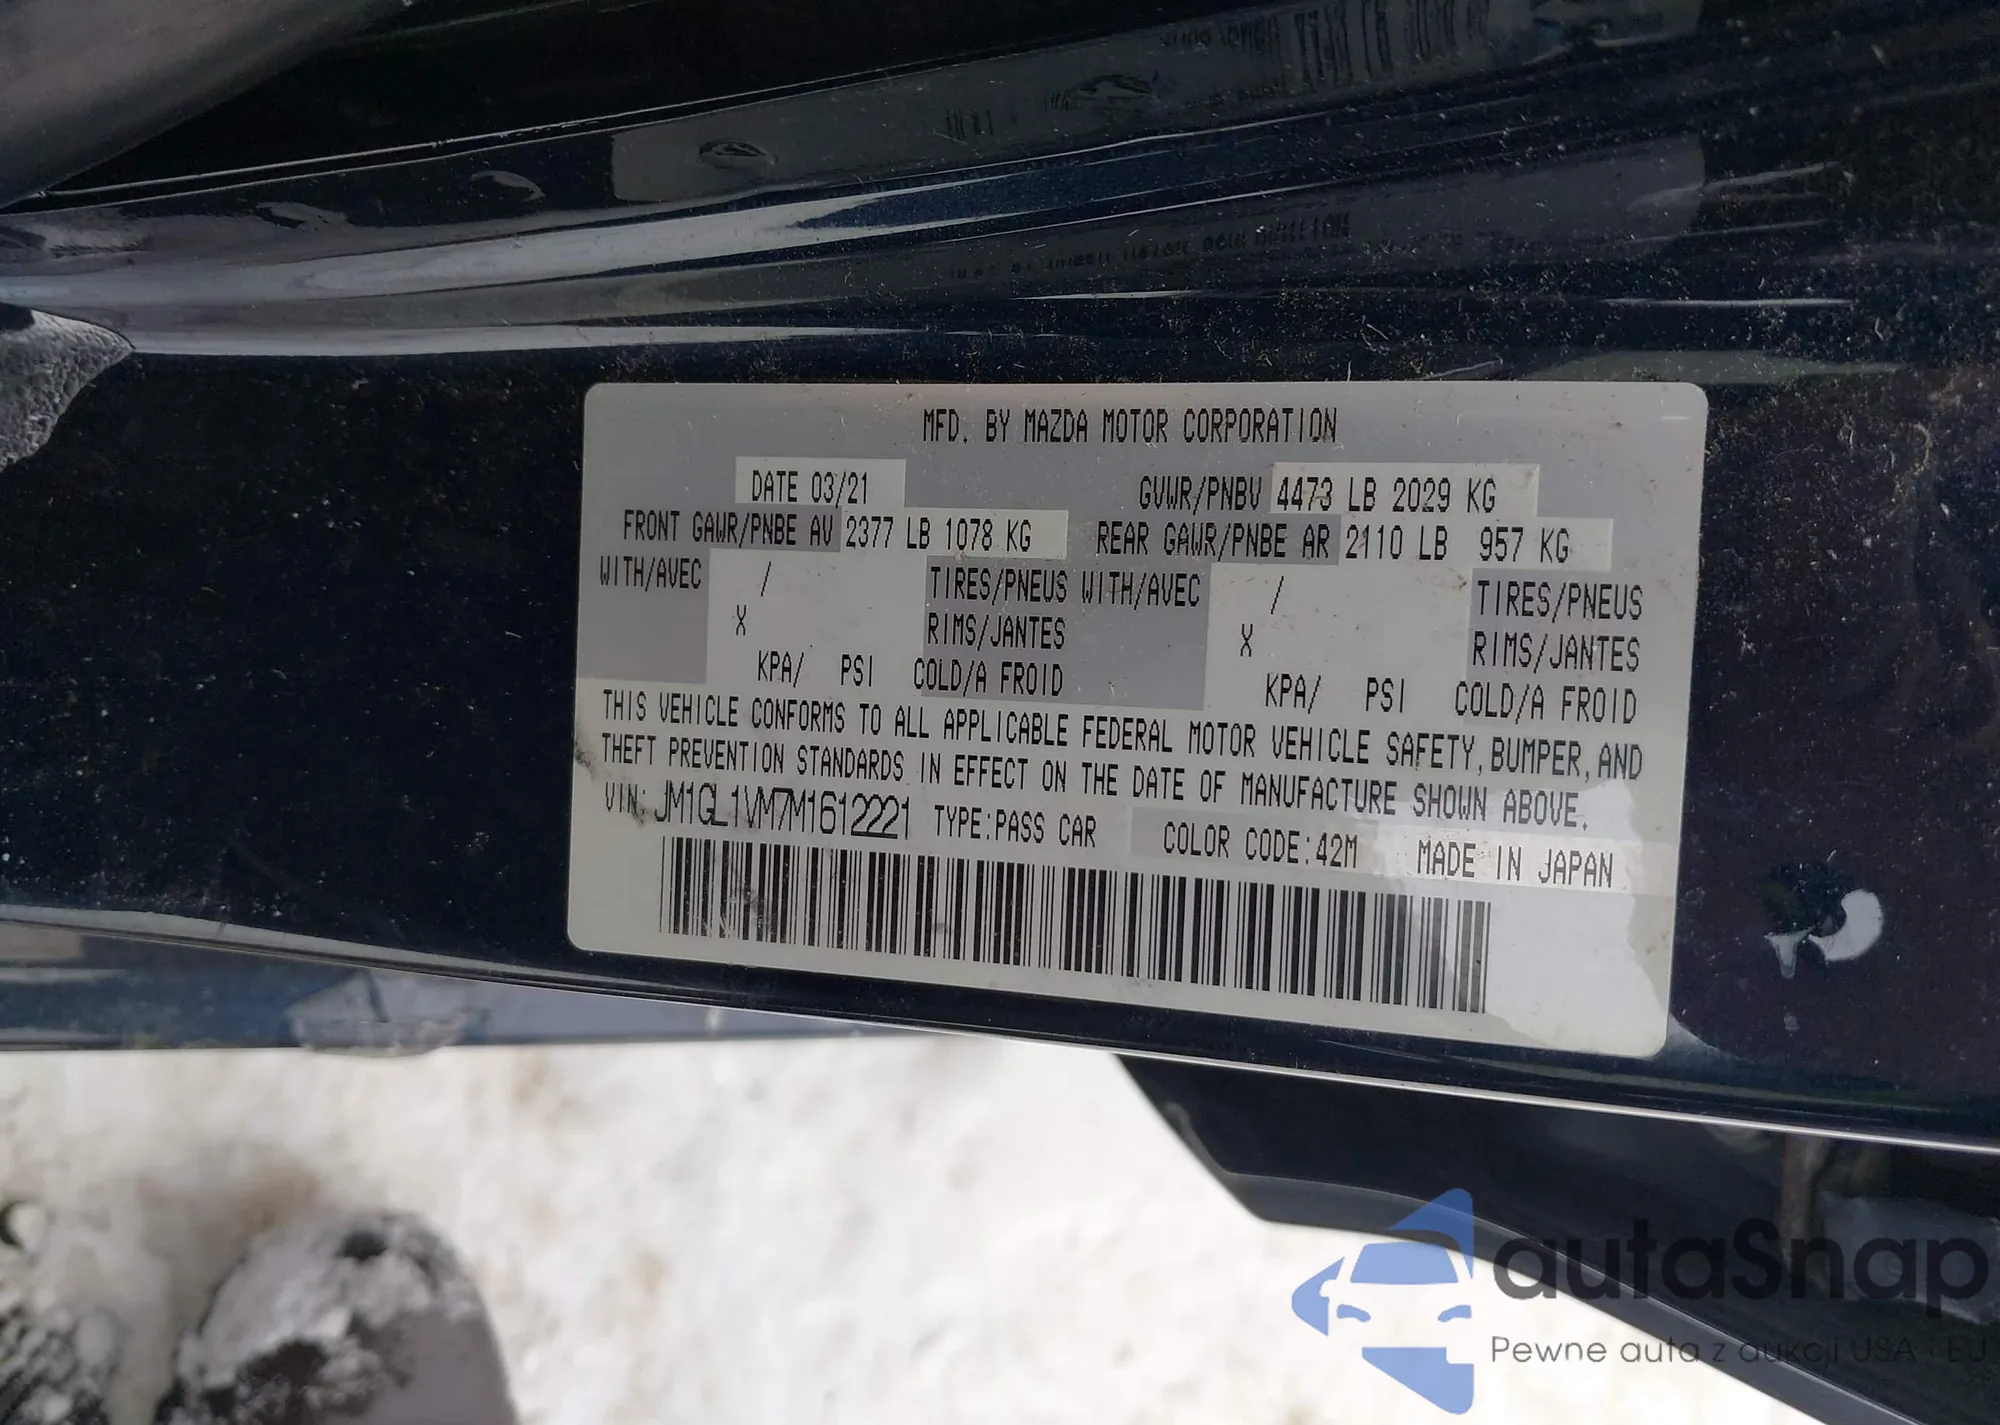 MFD. BY MAZDA MOTOR CORPORATION
DATE 03/21 GVWR/PNBV 4473 LB 2029 KG
FRONT GAWR/PNBE AV 2377 LB 1078 KG REAR GAWR/PNBE AR 2110 LB 957 KG
WITH/AVEC / TIRES/PNEUS WITH/AVEC / TIRES/PNEUS
X RIMS/JANTES X RIMS/JANTES
KPA/ PSI COLD/A FROID KPA/ PSI COLD/A FROID
THIS VEHICLE CONFORMS TO ALL APPLICABLE FEDERAL MOTOR VEHICLE SAFETY, BUMPER, AND
THEFT PREVENTION STANDARDS IN EFFECT ON THE DATE OF MANUFACTURE SHOWN ABOVE.
VIN: JM1GL1VM7M1612221 TYPE:PASS CAR COLOR CODE:42M MADE IN JAPAN
autaSnap
Pewne auta z aukcji USA i EJ